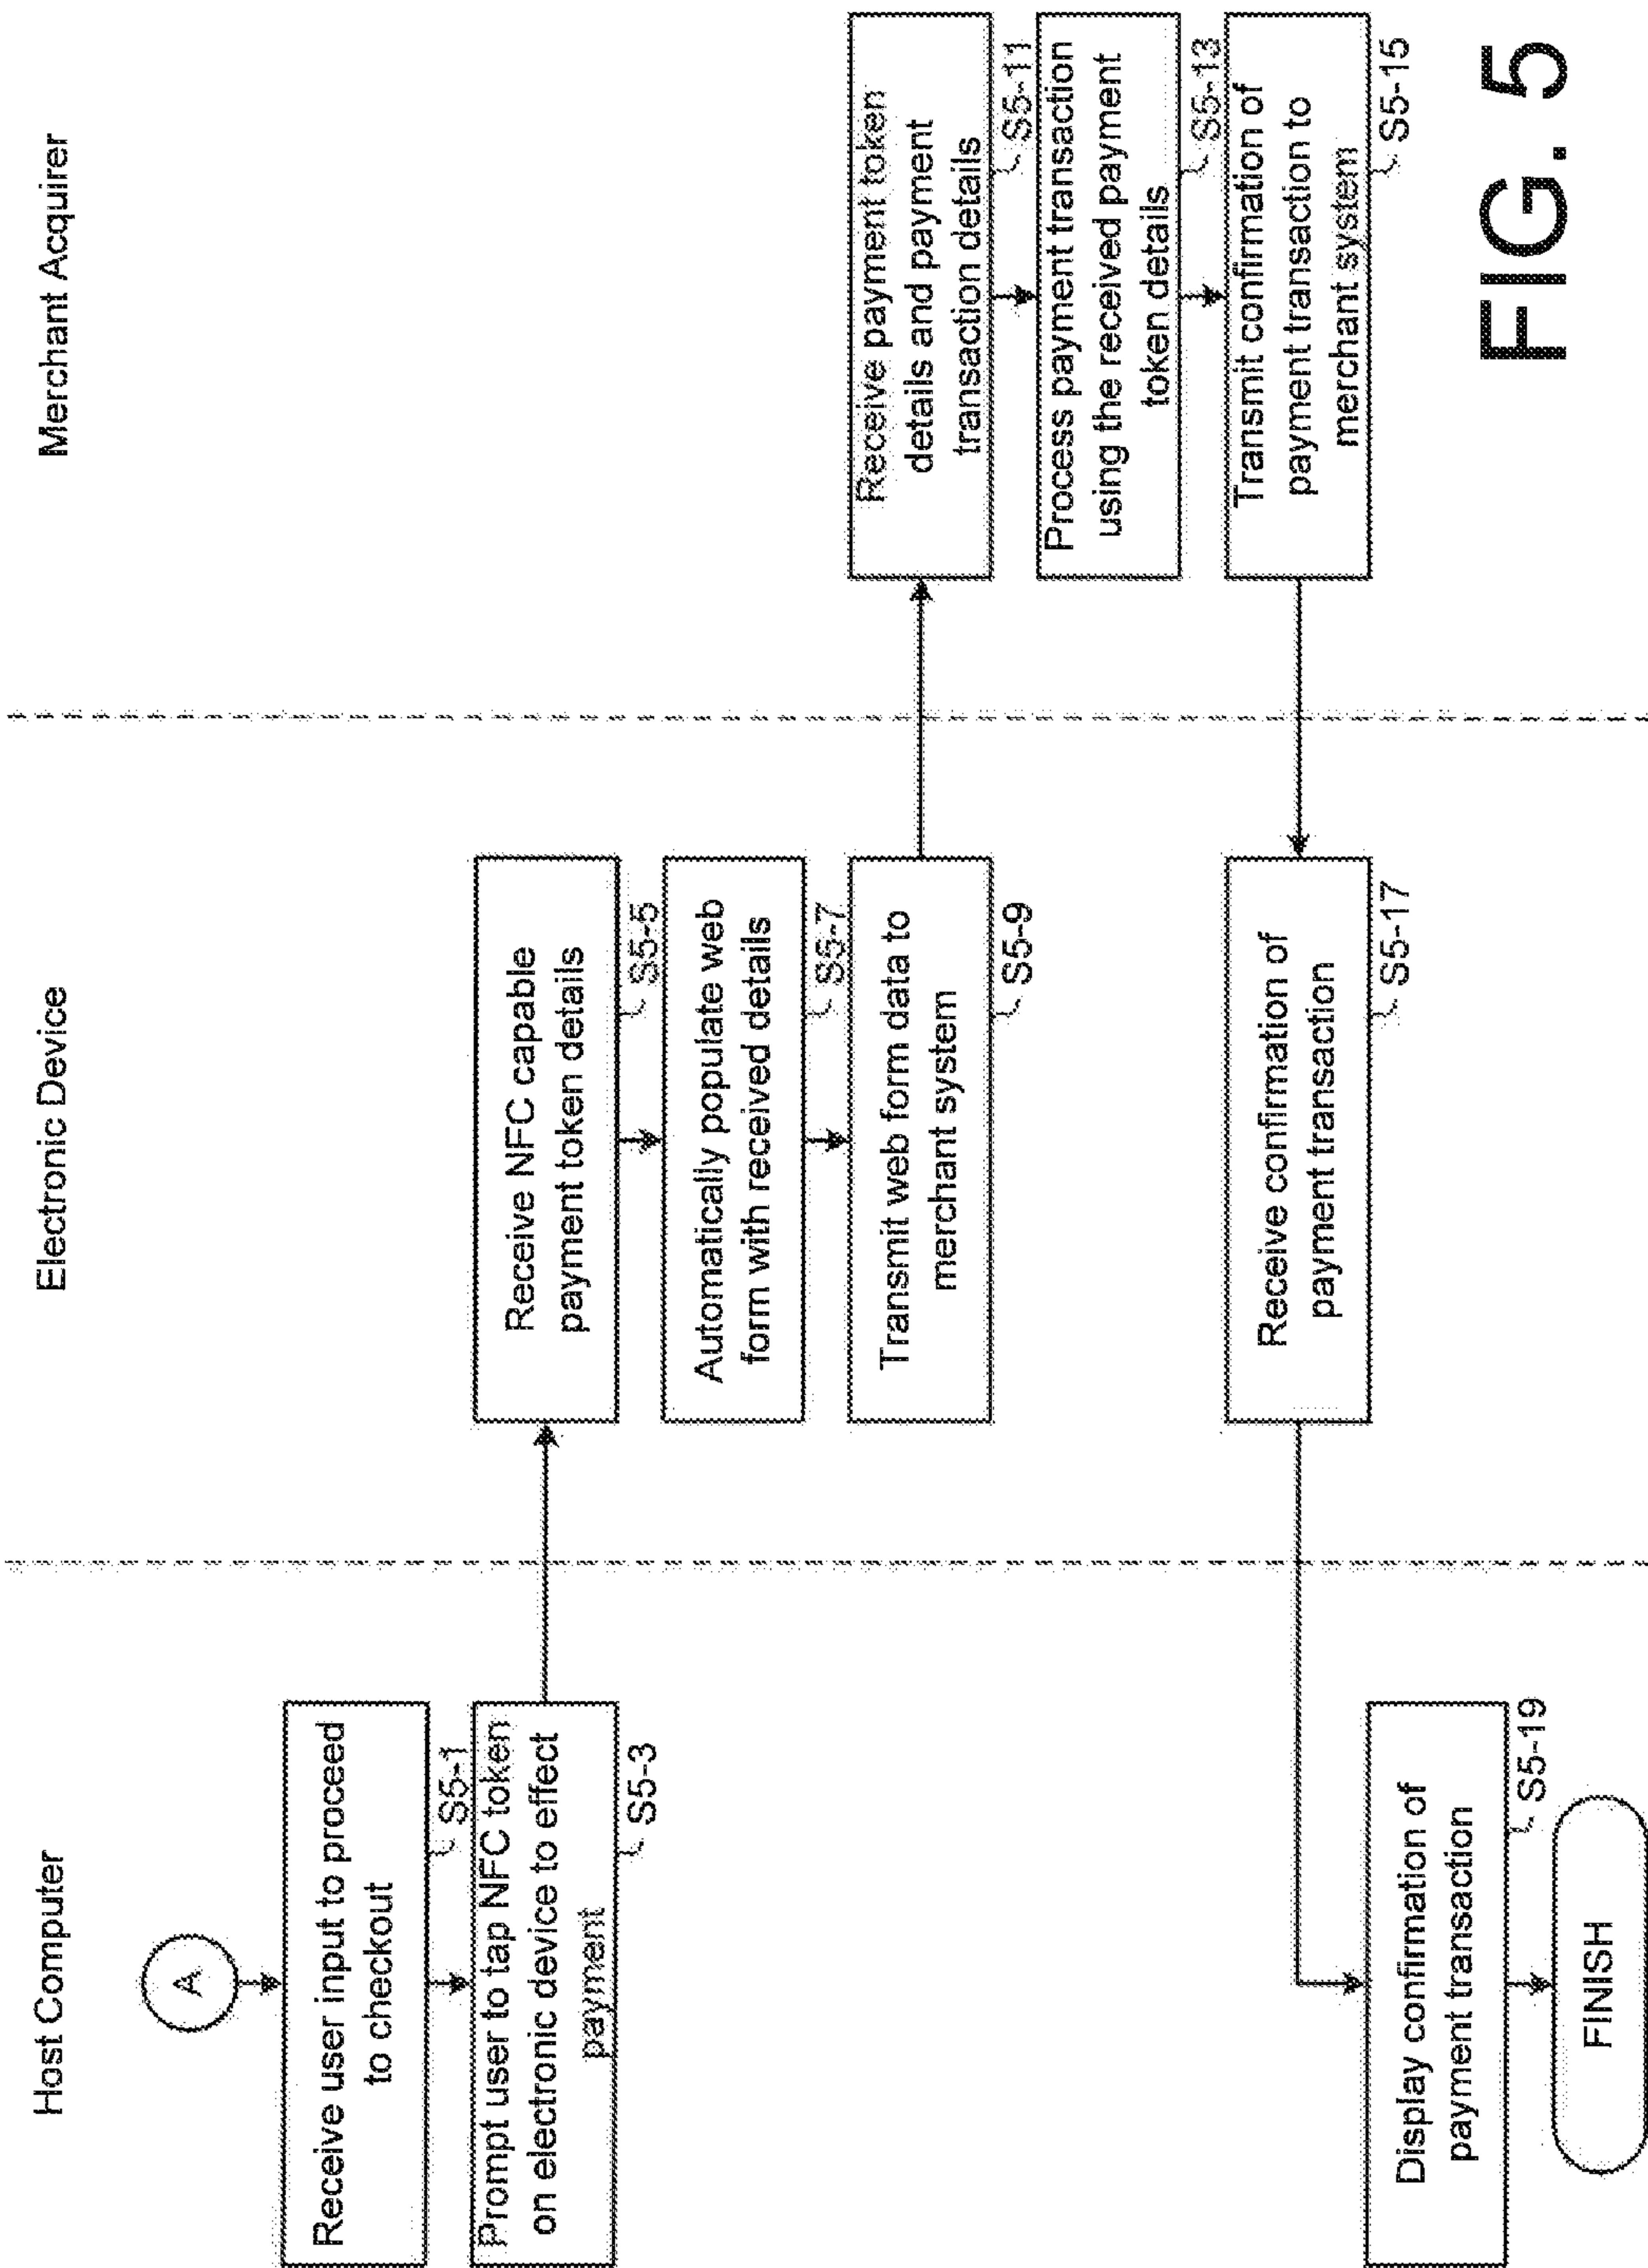 Host Computer
Electronic Device
Merchant Acquirer
A
Receive user input to proceed
to checkout
S5-1
Prompt user to tap NFC token
on electronic device to effect
payment
S5-3
Receive NFC capable
payment token details
S5-5
Automatically populate web
form with received details
S5-7
Transmit web form data to
merchant system
S5-9
Receive payment token
details and payment
transaction details
S5-11
Process payment transaction
using the received payment
token details
S5-13
Transmit confirmation of
payment transaction to
merchant system
S5-15
Receive confirmation of
payment transaction
S5-17
Display confirmation of
payment transaction
S5-19
FINISH
FIG. 5